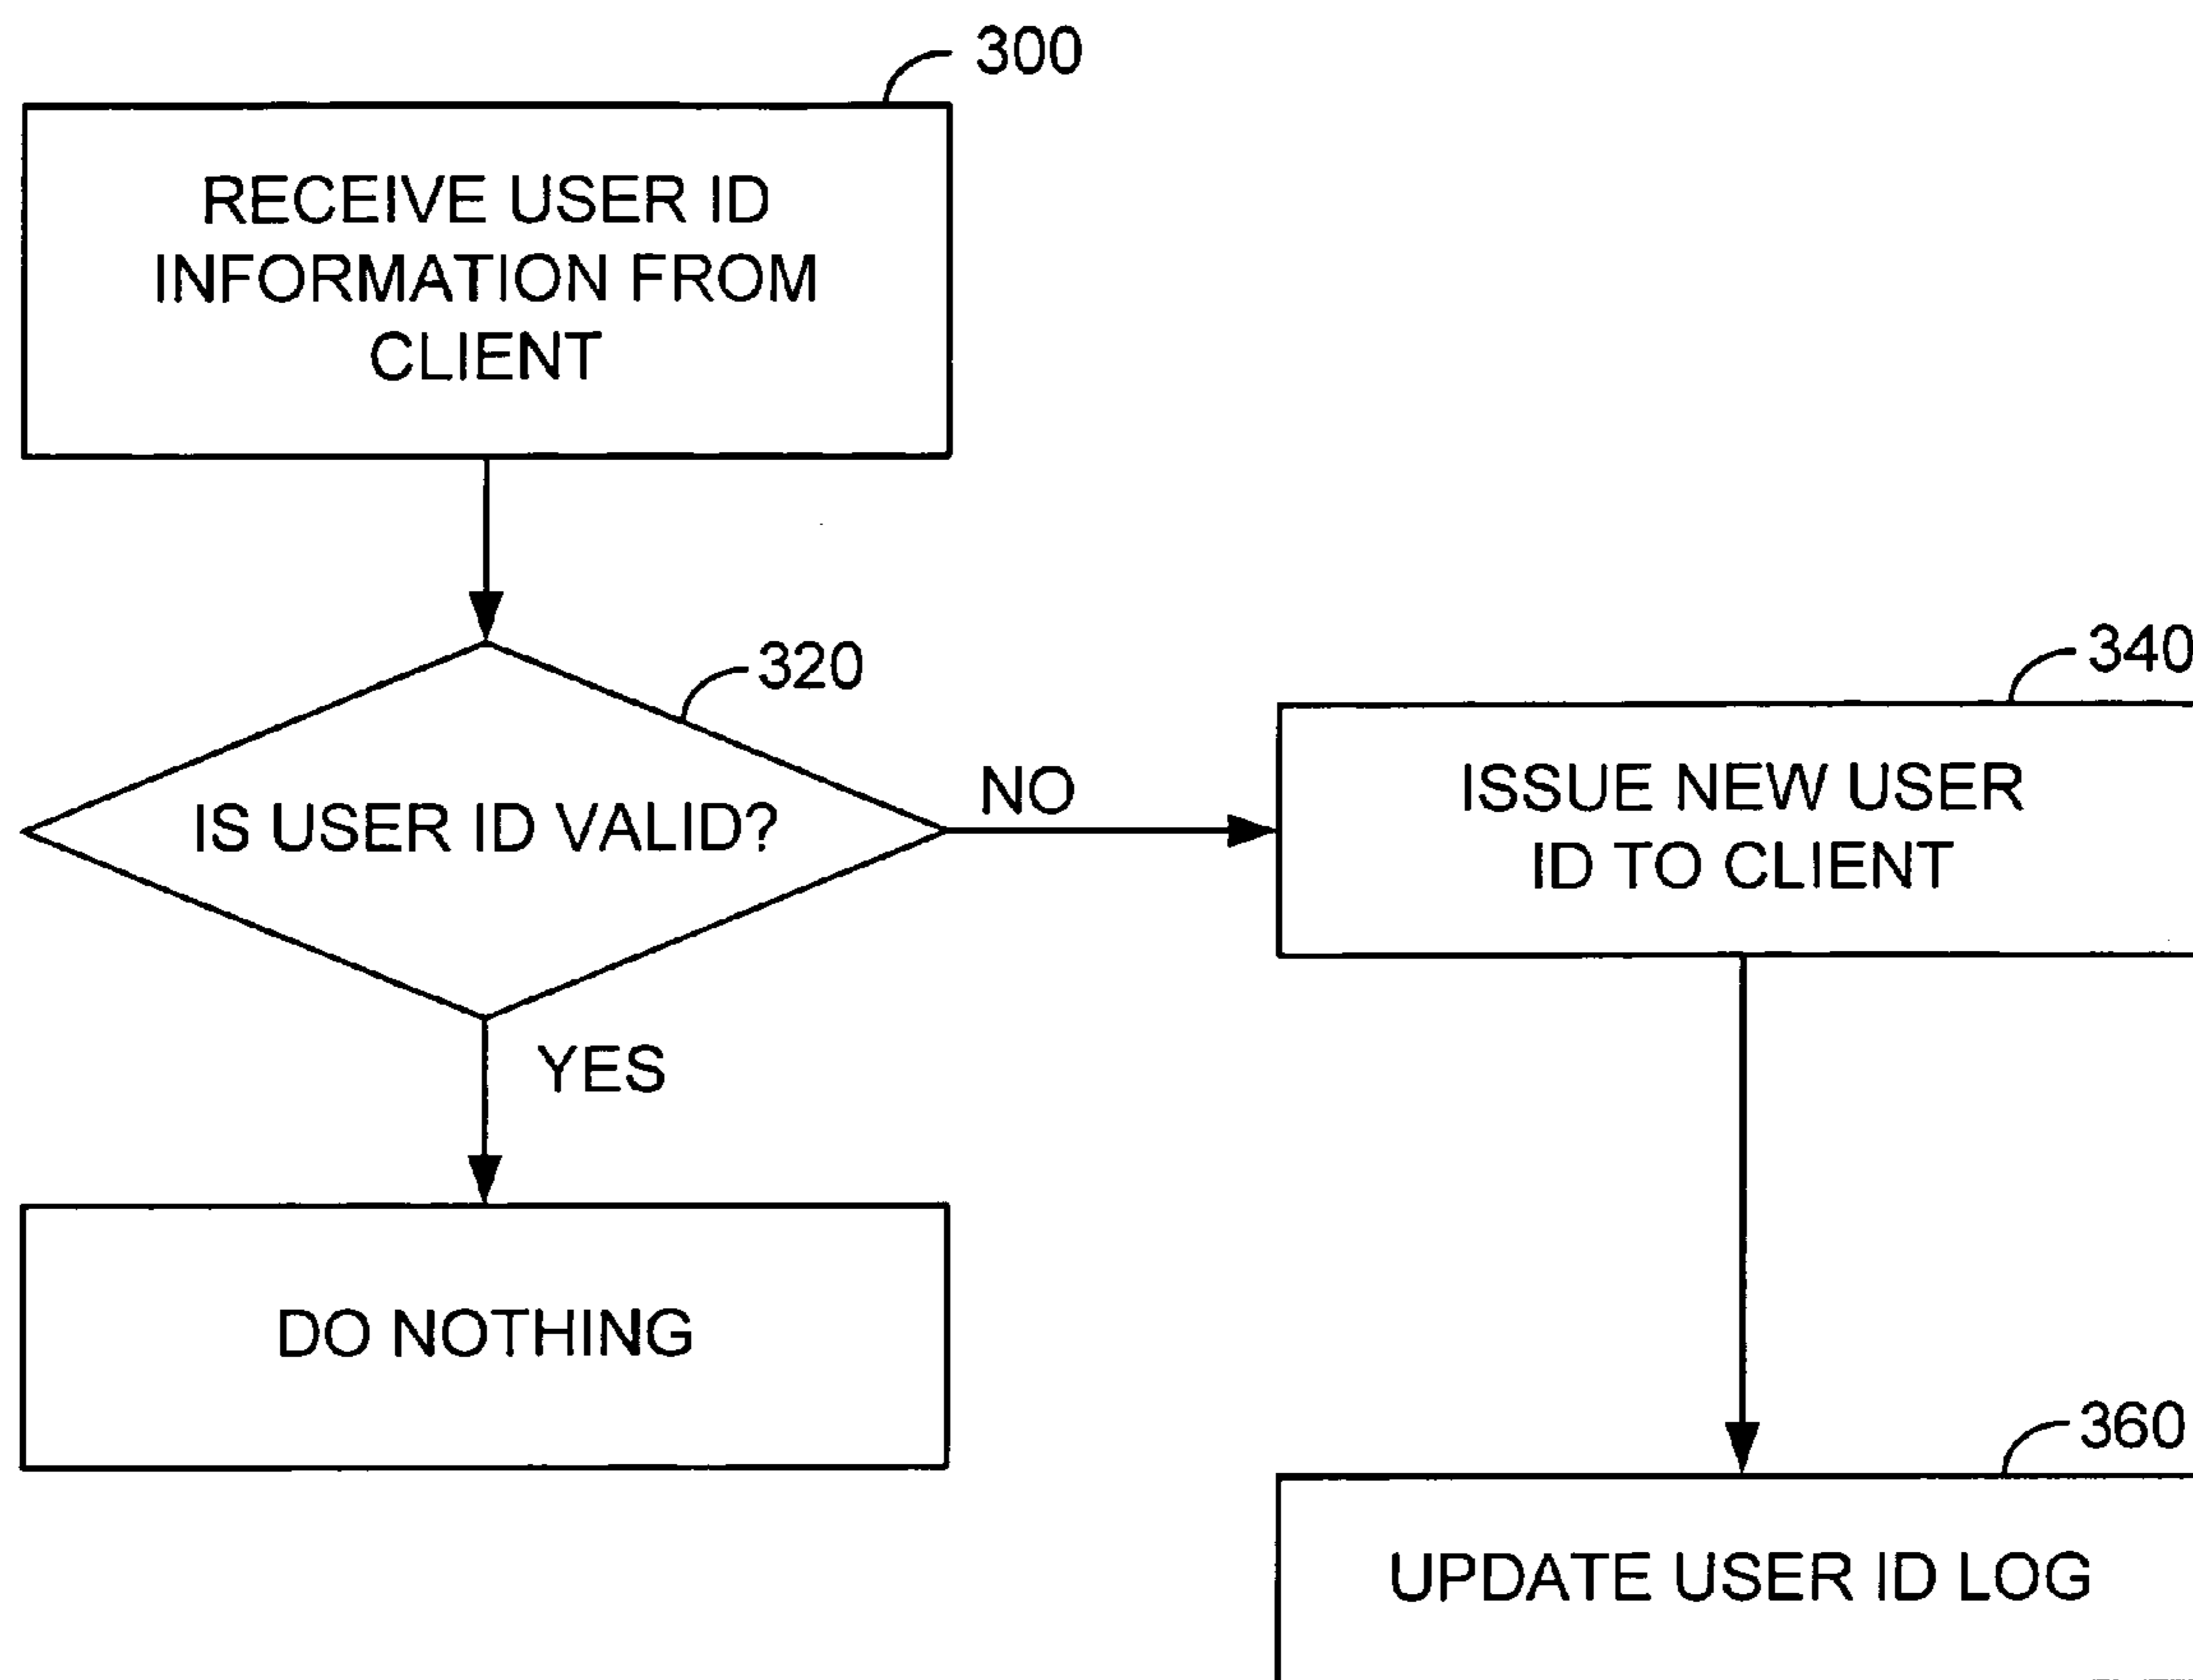 300
RECEIVE USER ID
INFORMATION FROM
CLIENT
320
IS USER ID VALID?
NO
340
ISSUE NEW USER
ID TO CLIENT
YES
DO NOTHING
360
UPDATE USER ID LOG